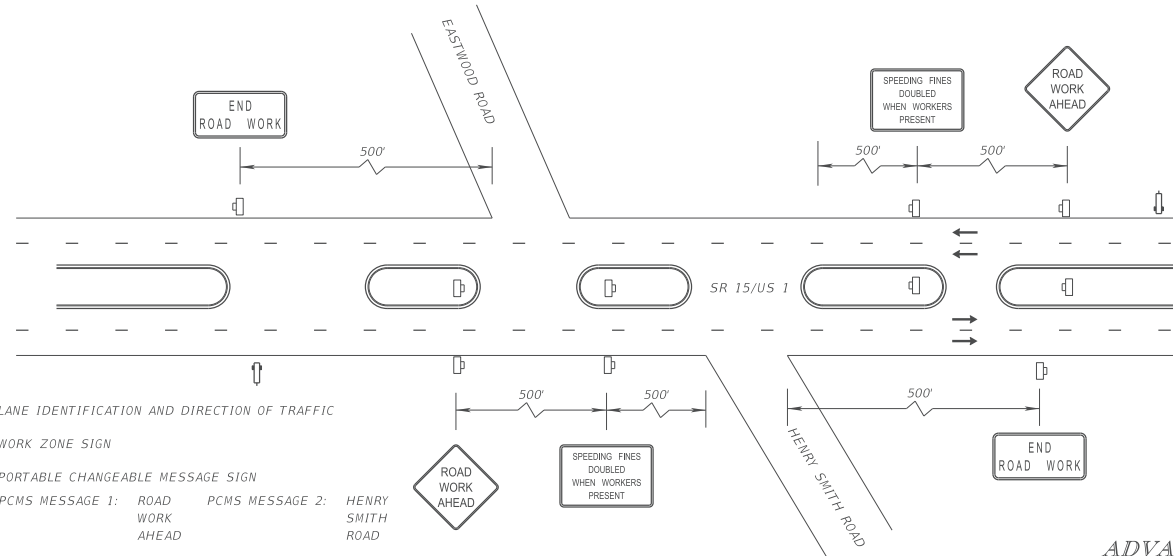 EASTWOOD ROAD
END
ROAD WORK
500'
SPEEDING FINES
DOUBLED
WHEN WORKERS
PRESENT
ROAD
WORK
AHEAD
500'
500'
SR 15/US 1
LANE IDENTIFICATION AND DIRECTION OF TRAFFIC
WORK ZONE SIGN
PORTABLE CHANGEABLE MESSAGE SIGN
PCMS MESSAGE 1: ROAD PCMS MESSAGE 2: HENRY
WORK SMITH
AHEAD ROAD
500'
500'
ROAD
WORK
AHEAD
SPEEDING FINES
DOUBLED
WHEN WORKERS
PRESENT
HENRY SMITH ROAD
500'
END
ROAD WORK
ADVA